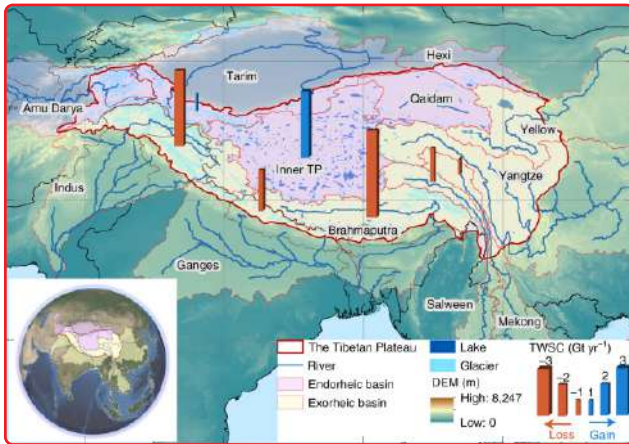 Hexi
Tarim
Amu Darya
Qaidam
Yellow
Inner TP
Yangtze
Indus
Brahmaputra
Ganges
Salween
Mekong
The Tibetan Plateau
River
Endorheic basin
Exorheic basin
Lake
Glacier
DEM (m)
High: 8,247
Low: 0
TWSC (Gt yr⁻¹)
–3
–2
–1
1
2
3
Loss
Gain